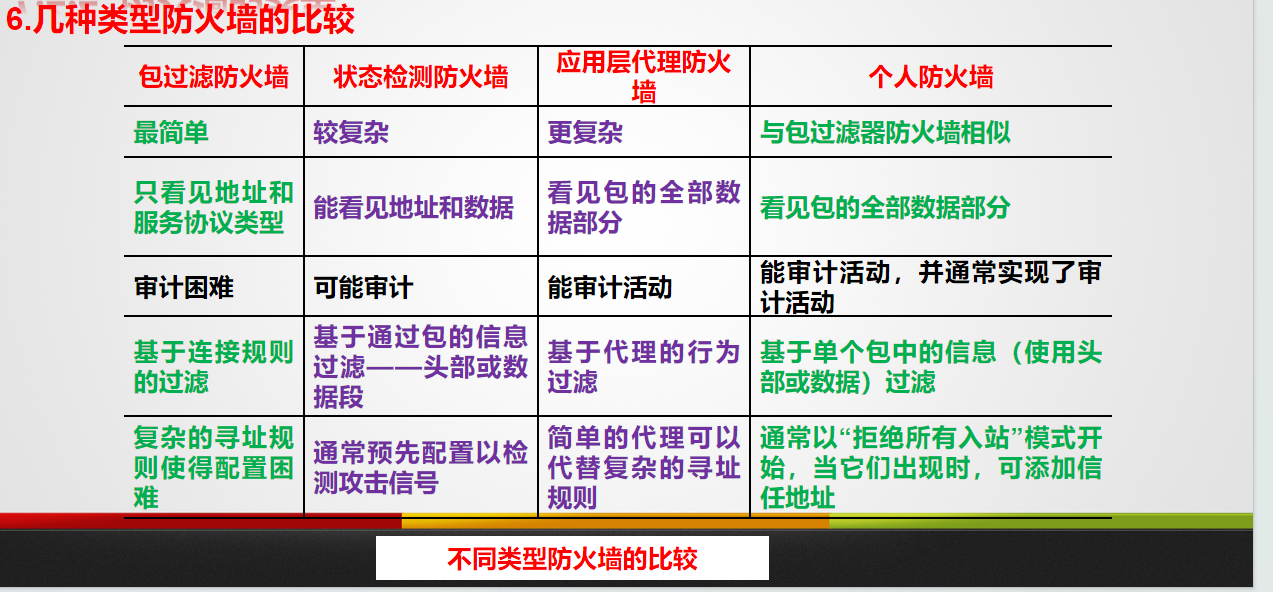 6.几种类型防火墙的比较
包过滤防火墙
状态检测防火墙
应用层代理防火
墙
个人防火墙
最简单
较复杂
更复杂
与包过滤器防火墙相似
只看见地址和
服务协议类型
能看见地址和数据
看见包的全部数
据部分
看见包的全部数据部分
审计困难
可能审计
能审计活动
能审计活动，并通常实现了审
计活动
基于连接规则
的过滤
基于通过包的信息
过滤——头部或数
据段
基于代理的行为
过滤
基于单个包中的信息（使用头
部或数据）过滤
复杂的寻址规
则使得配置困
难
通常预先配置以检
测攻击信号
简单的代理可以
代替复杂的寻址
规则
通常以“拒绝所有入站”模式开
始，当它们出现时，可添加信
任地址
不同类型防火墙的比较